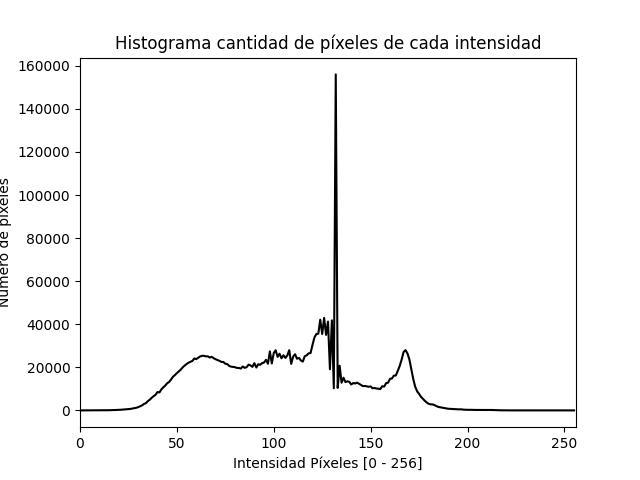 Histograma cantidad de píxeles de cada intensidad
160000
140000
120000
100000
80000
60000
40000
20000
0
Número de píxeles
0 50 100 150 200 250
Intensidad Píxeles [0 - 256]